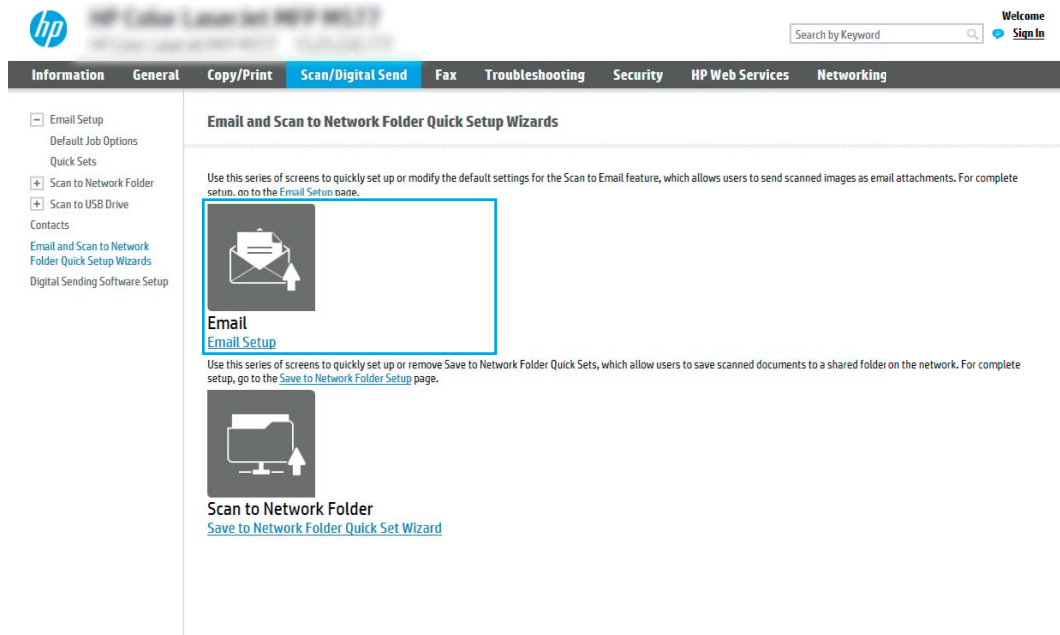 hp
Welcome
Search by Keyword
Sign In
Information General Copy/Print Scan/Digital Send Fax Troubleshooting Security HP Web Services Networking
Email Setup
Default Job Options
Quick Sets
Scan to Network Folder
Scan to USB Drive
Contacts
Email and Scan to Network
Folder Quick Setup Wizards
Digital Sending Software Setup
Email and Scan to Network Folder Quick Setup Wizards
Use this series of screens to quickly set up or modify the default settings for the Scan to Email feature, which allows users to send scanned images as email attachments. For complete
setup, go to the Email Setup page.
Email
Email Setup
Use this series of screens to quickly set up or remove Save to Network Folder Quick Sets, which allow users to save scanned documents to a shared folder on the network. For complete
setup, go to the Save to Network Folder Setup page.
Scan to Network Folder
Save to Network Folder Quick Set Wizard